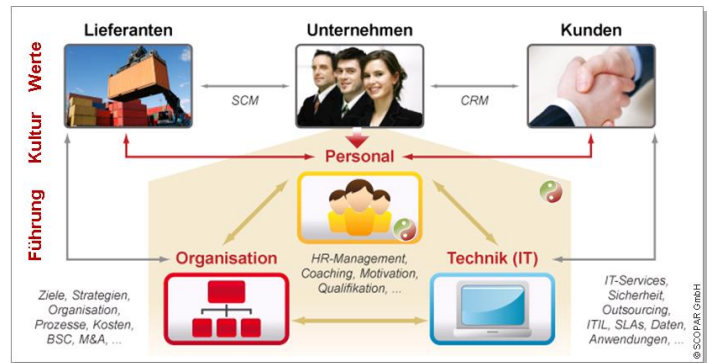 Lieferanten
Unternehmen
Kunden
Werte
Kultur
Führung
SCM
CRM
Personal
Organisation
HR-Management,
Coaching, Motivation,
Qualifikation, ...
Technik (IT)
Ziele, Strategien,
Organisation,
Prozesse, Kosten,
BSC, M&A, ...
IT-Services,
Sicherheit,
Outsourcing,
ITIL, SLAs, Daten,
Anwendungen, ...
© SCOPAR GmbH